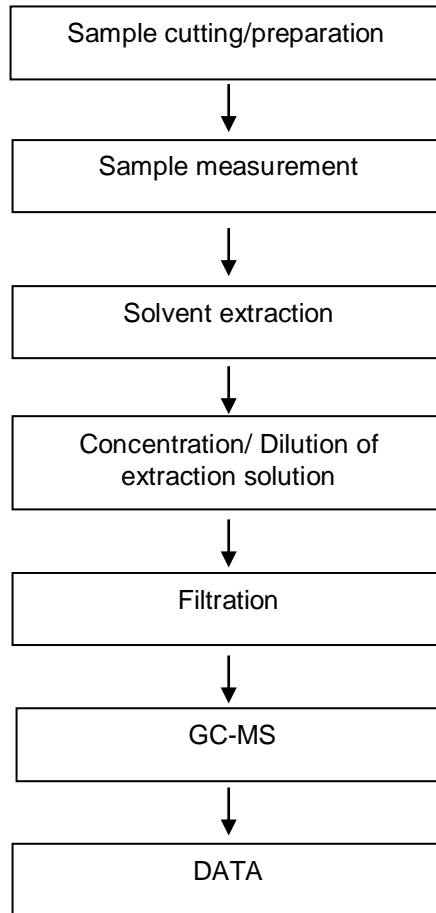 Sample cutting/preparation
Sample measurement
Solvent extraction
Concentration/ Dilution of
extraction solution
Filtration
GC-MS
DATA